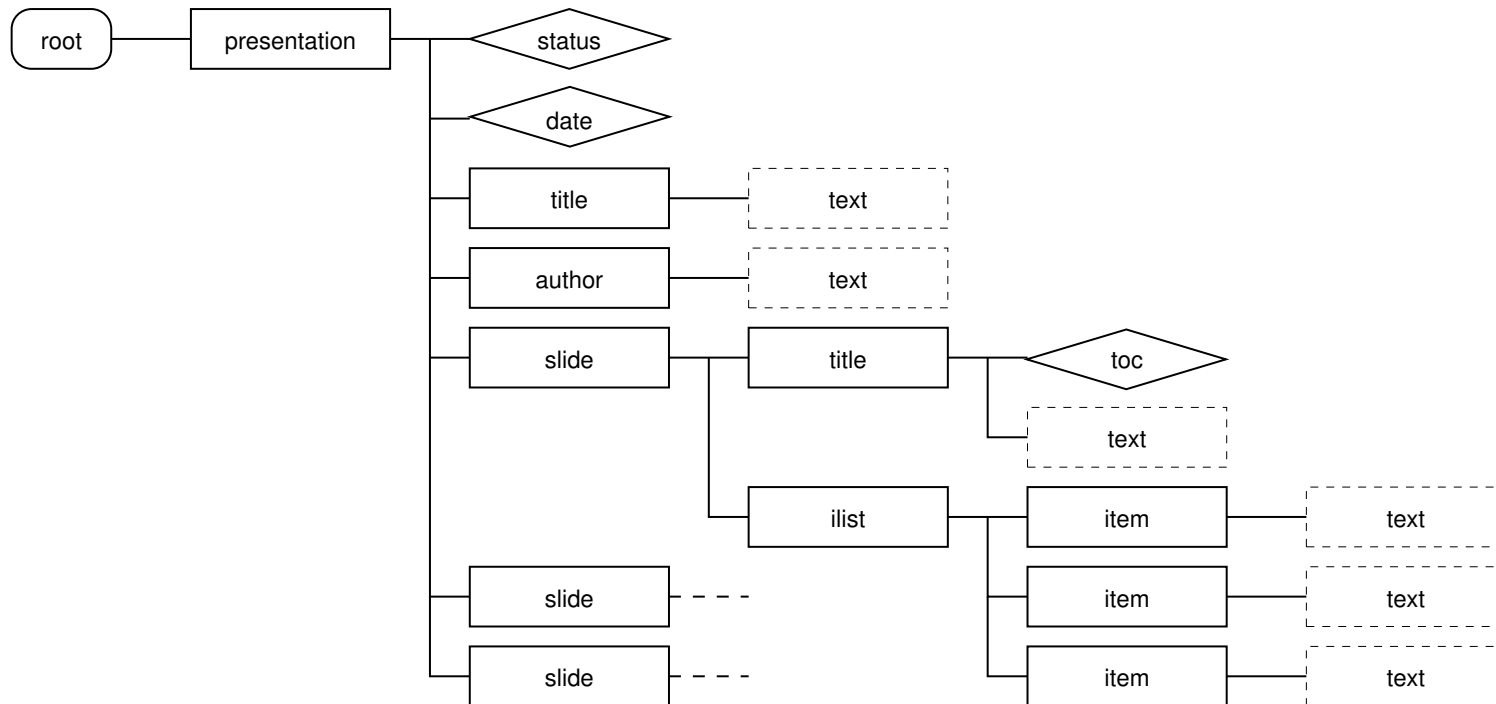 root presentation status
date
title text
author text
slide title toc
text
ilist item text
slide item text
slide item text